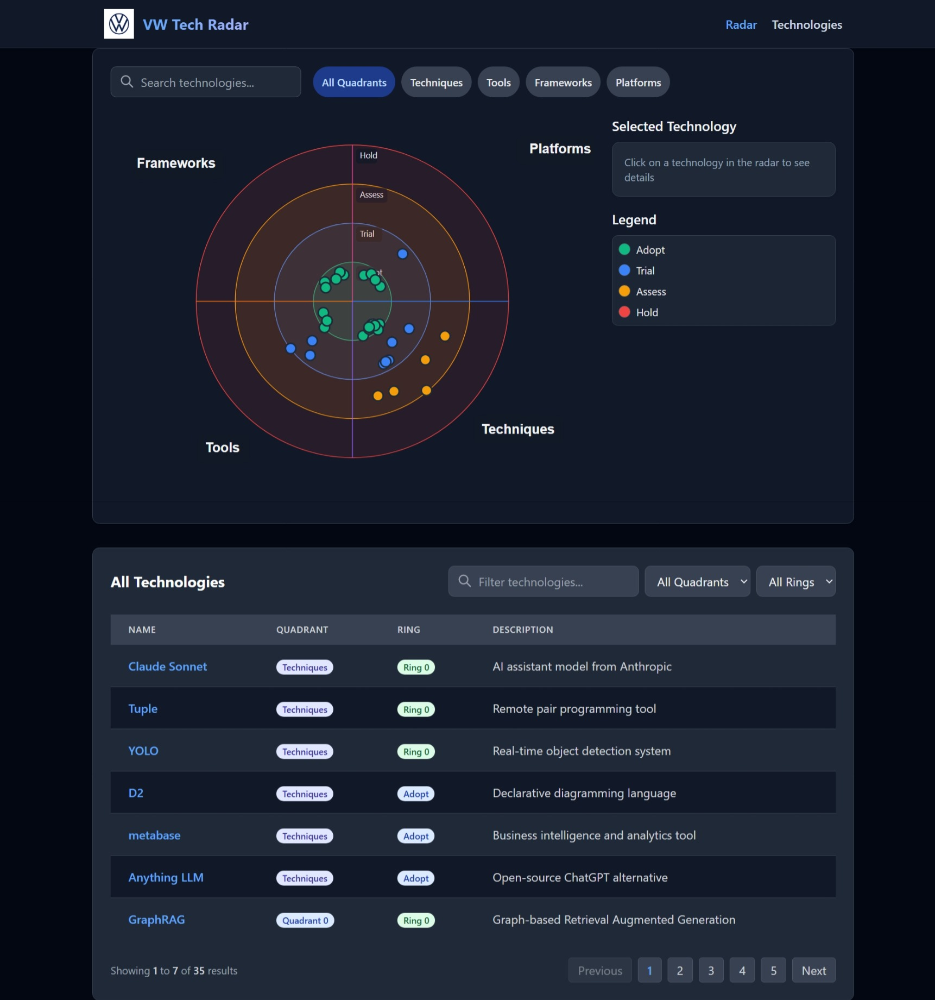 VW Tech Radar
Radar
Technologies
Search technologies...
All Quadrants
Techniques
Tools
Frameworks
Platforms
Frameworks
Platforms
Hold
Assess
Trial
Tools
Techniques
Selected Technology
Click on a technology in the radar to see
details
Legend
Adopt
Trial
Assess
Hold
All Technologies
Filter technologies...
All Quadrants
All Rings
NAME QUADRANT RING DESCRIPTION
Claude Sonnet Techniques Ring 0 AI assistant model from Anthropic
Tuple Techniques Ring 0 Remote pair programming tool
YOLO Techniques Ring 0 Real-time object detection system
D2 Techniques Adopt Declarative diagramming language
metabase Techniques Adopt Business intelligence and analytics tool
Anything LLM Techniques Adopt Open-source ChatGPT alternative
GraphRAG Quadrant 0 Ring 0 Graph-based Retrieval Augmented Generation
Showing 1 to 7 of 35 results
Previous 1 2 3 4 5 Next